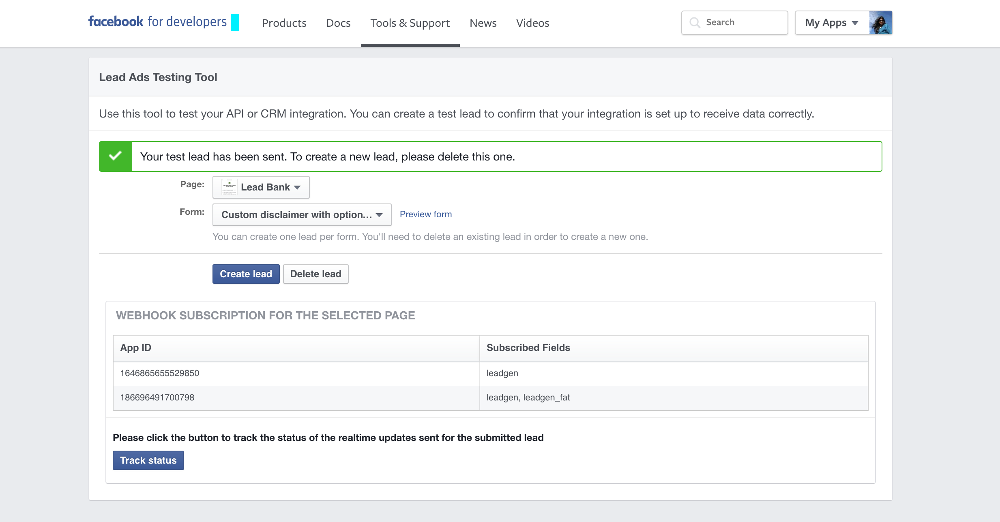 facebook for developers
Products
Docs
Tools & Support
News
Videos
Search
My Apps
Lead Ads Testing Tool
Use this tool to test your API or CRM integration. You can create a test lead to confirm that your integration is set up to receive data correctly.
Your test lead has been sent. To create a new lead, please delete this one.
Page:
Lead Bank
Form:
Custom disclaimer with option...
Preview form
You can create one lead per form. You'll need to delete an existing lead in order to create a new one.
Create lead
Delete lead
WEBHOOK SUBSCRIPTION FOR THE SELECTED PAGE
App ID
Subscribed Fields
1646865655529850
leadgen
186696491700798
leadgen, leadgen_fat
Please click the button to track the status of the realtime updates sent for the submitted lead
Track status